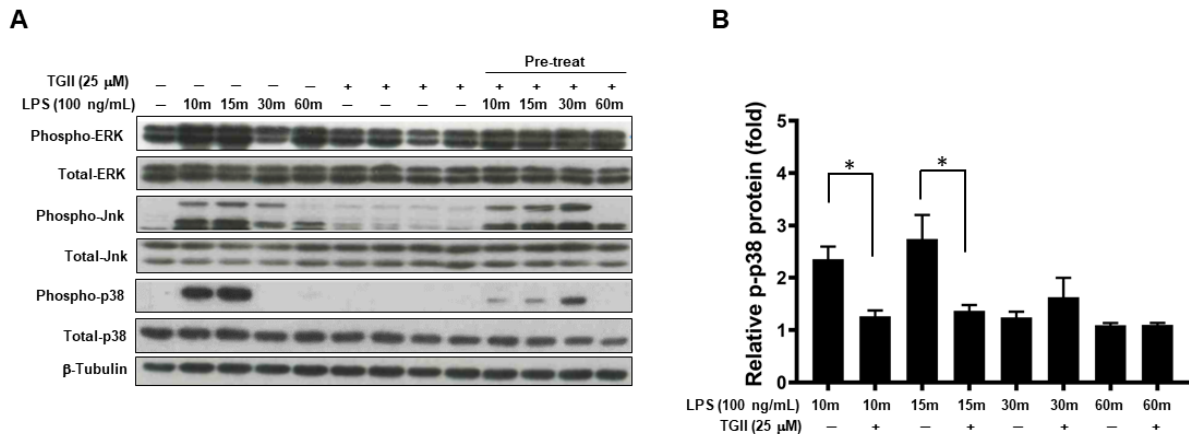 A
Pre-treat
TGII (25 μM) – – – – – + + + + + + + +
LPS (100 ng/mL) – 10m 15m 30m 60m – – – – 10m 15m 30m 60m
Phospho-ERK
Total-ERK
Phospho-Jnk
Total-Jnk
Phospho-p38
Total-p38
β-Tubulin
B
Relative p-p38 protein (fold)
5
4
3
2
1
0
* *
LPS (100 ng/mL) 10m 10m 15m 15m 30m 30m 60m 60m
TGII (25 μM) – + – + – + – +